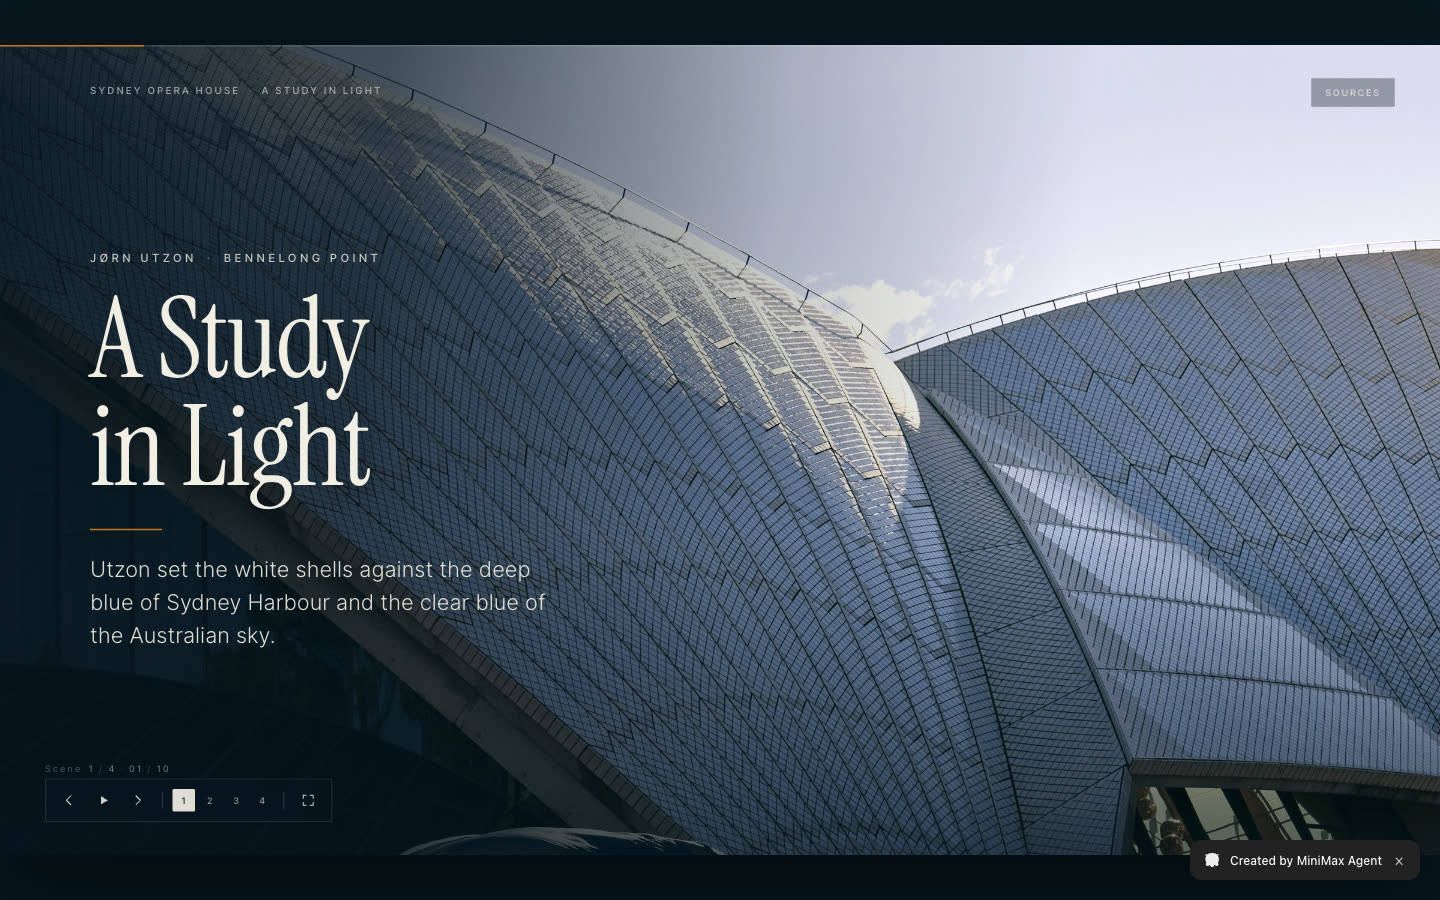 SYDNEY OPERA HOUSE · A STUDY IN LIGHT
SOURCES
JØRN UTZON · BENNELONG POINT
A Study
in Light
Utzon set the white shells against the deep
blue of Sydney Harbour and the clear blue of
the Australian sky.
Scene 1 / 4 · 01 / 10
1 2 3 4
Created by MiniMax Agent